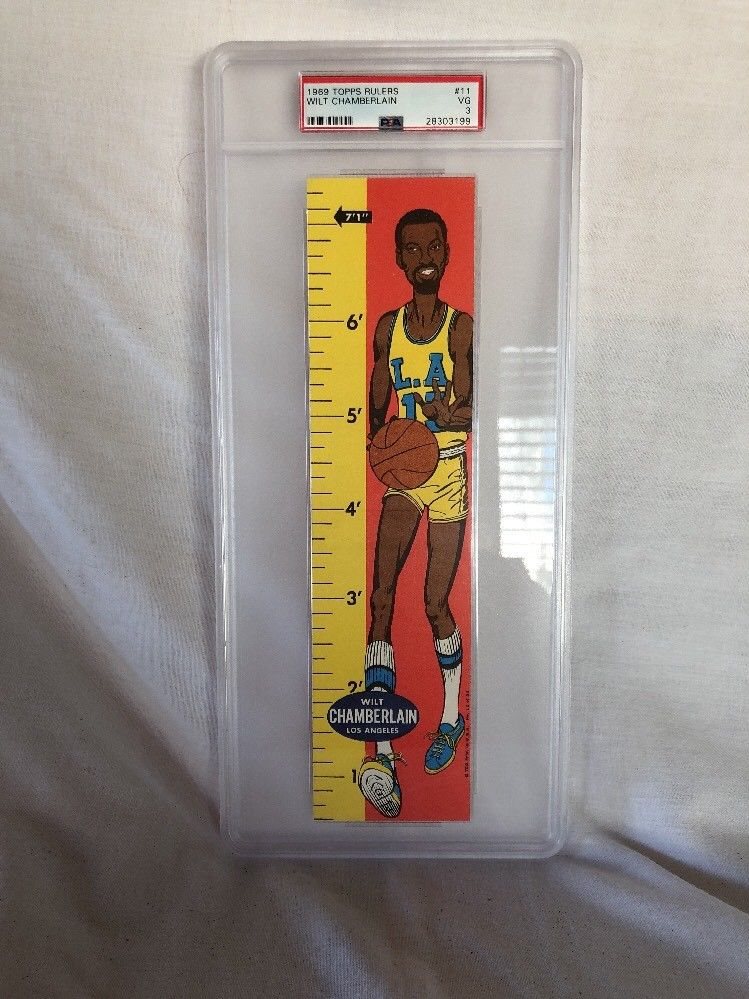 1969 TOPPS RULERS #11
WILT CHAMBERLAIN VG
3
PSA 28303199
7'1"
6'
5'
4'
3'
2'
1
L.A
WILT
CHAMBERLAIN
LOS ANGELES